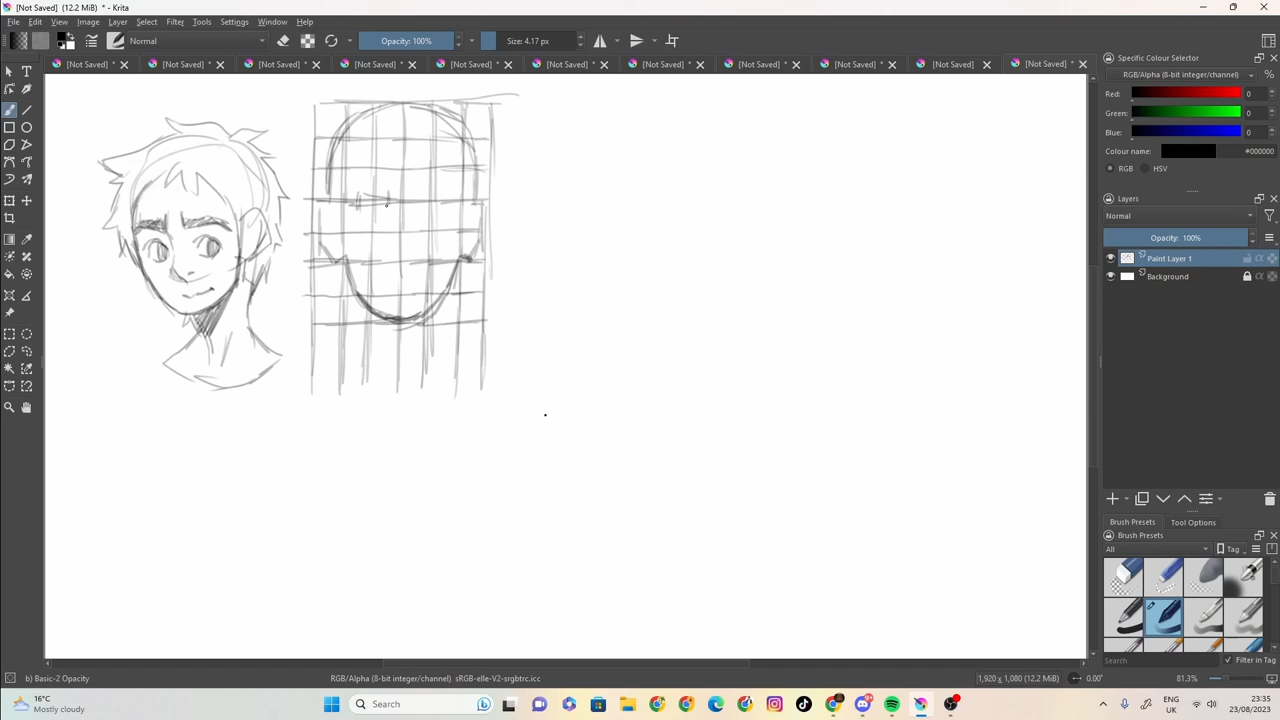 [Not Saved] (12.2 MiB) * - Krita
File Edit View Image Layer Select Filter Tools Settings Window Help
Normal Opacity: 100% Size: 4.17 px
[Not Saved] * [Not Saved] * [Not Saved] * [Not Saved] * [Not Saved] * [Not Saved] * [Not Saved] * [Not Saved] * [Not Saved] * [Not Saved] [Not Saved] *
Specific Colour Selector
RGB/Alpha (8-bit integer/channel) %
Red: 0
Green: 0
Blue: 0
Colour name: #000000
RGB HSV
Layers
Normal
Opacity: 100%
Paint Layer 1
Background
Brush Presets Tool Options
Brush Presets
All Tag
Search Filter in Tag
b) Basic-2 Opacity RGB/Alpha (8-bit integer/channel) sRGB-elle-V2-srgbtrc.icc 1,920 x 1,080 (12.2 MiB) 0.00° 81.3%
16°C
Mostly cloudy
Search
ENG
UK
23:35
23/08/2023